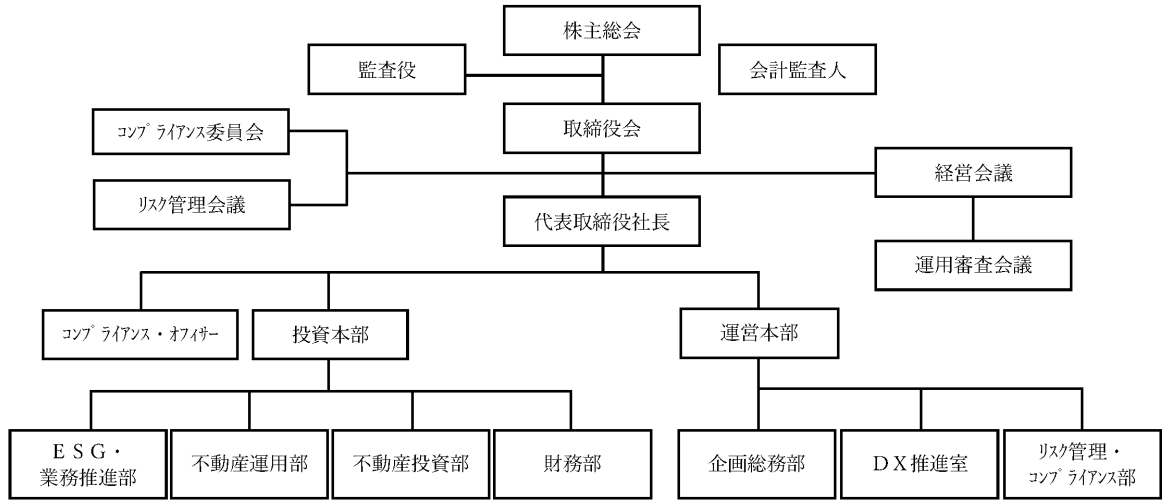 株主総会
監査役
会計監査人
取締役会
ｺﾝﾌﾟﾗｲｱﾝｽ委員会
経営会議
ﾘｽｸ管理会議
代表取締役社長
運用審査会議
ｺﾝﾌﾟﾗｲｱﾝｽ・ｵﾌｨｻｰ
投資本部
運営本部
ＥＳＧ・
業務推進部
不動産運用部
不動産投資部
財務部
企画総務部
ＤＸ推進室
ﾘｽｸ管理・
ｺﾝﾌﾟﾗｲｱﾝｽ部